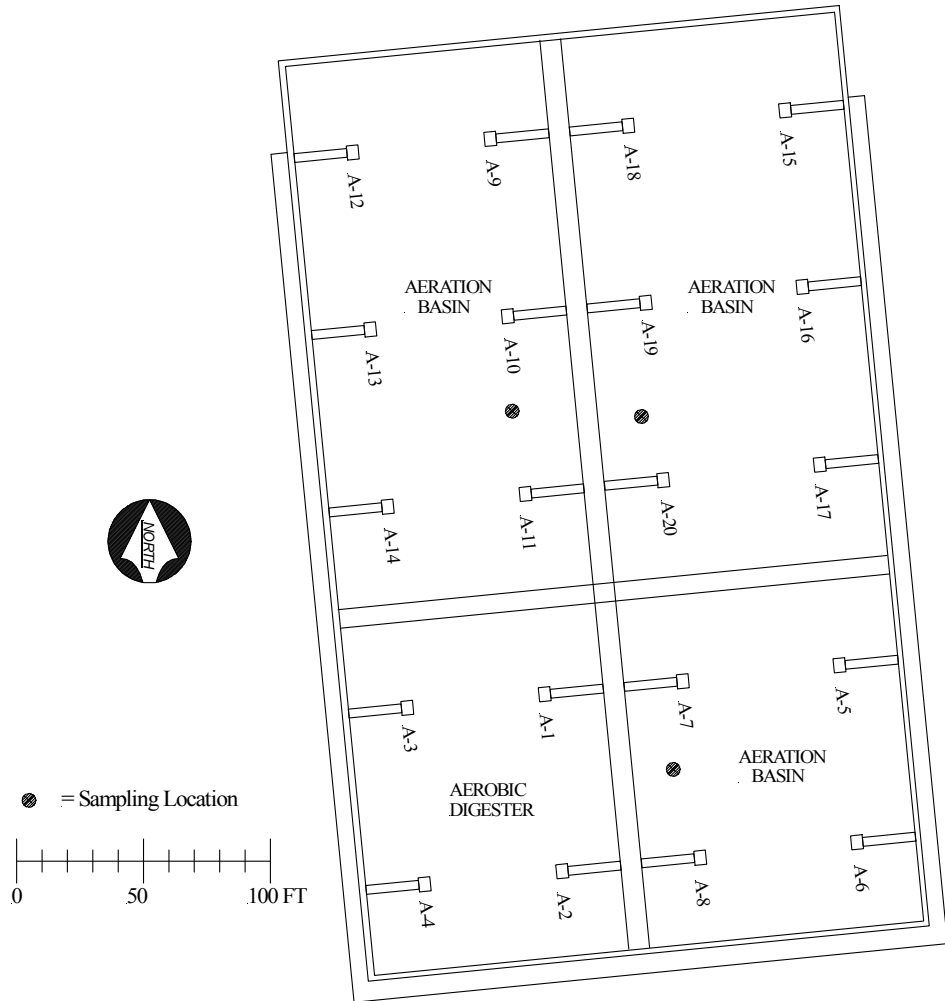 A-15
A-18
A-9
A-12
AERATION
BASIN
AERATION
BASIN
A-16
A-19
A-10
A-13
A-17
A-20
A-11
A-14
NORTH
A-5
A-7
A-1
A-3
AERATION
BASIN
AEROBIC
DIGESTER
= Sampling Location
A-6
A-8
A-2
A-4
0 50 100 FT